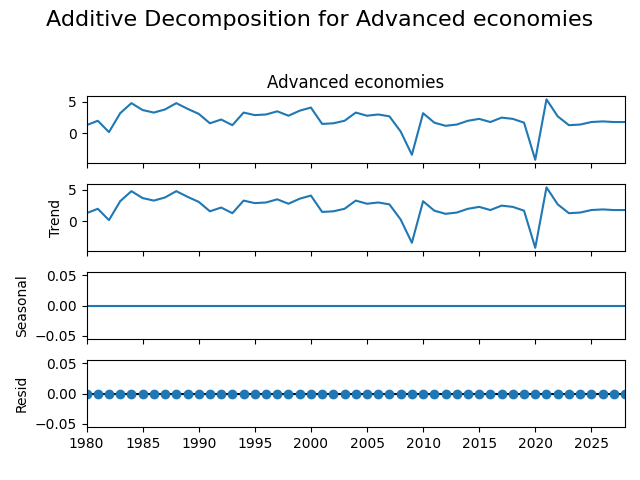 Additive Decomposition for Advanced economies
Advanced economies
5
0
Trend
5
0
Seasonal
0.05
0.00
−0.05
Resid
0.05
0.00
−0.05
1980 1985 1990 1995 2000 2005 2010 2015 2020 2025